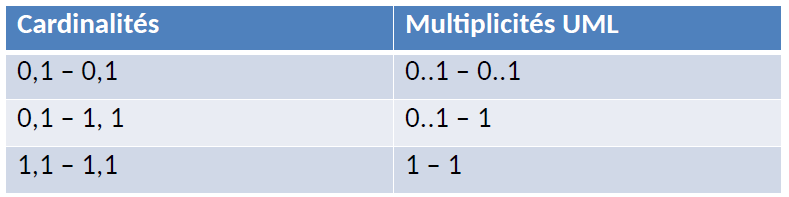 Cardinalités Multiplicités UML
0,1 – 0,1 0..1 – 0..1
0,1 – 1, 1 0..1 – 1
1,1 – 1,1 1 – 1